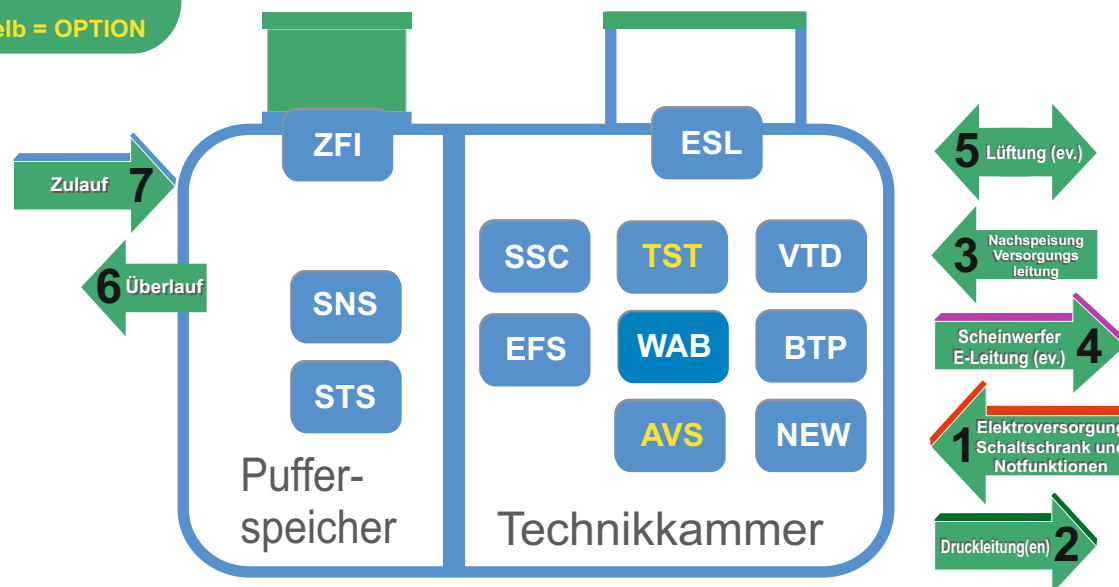 elb = OPTION
ZFI
ESL
7
Zulauf
5
Lüftung (ev.)
SSC
TST
VTD
3
Nachspeisung
Versorgungs
leitung
6
Überlauf
SNS
EFS
WAB
BTP
Scheinwerfer
E-Leitung (ev.)
4
STS
AVS
NEW
1
Elektroversorgung
Schaltschrank und
Notfunktionen
Puffer-
speicher
Technikkammer
Druckleitung(en)
2